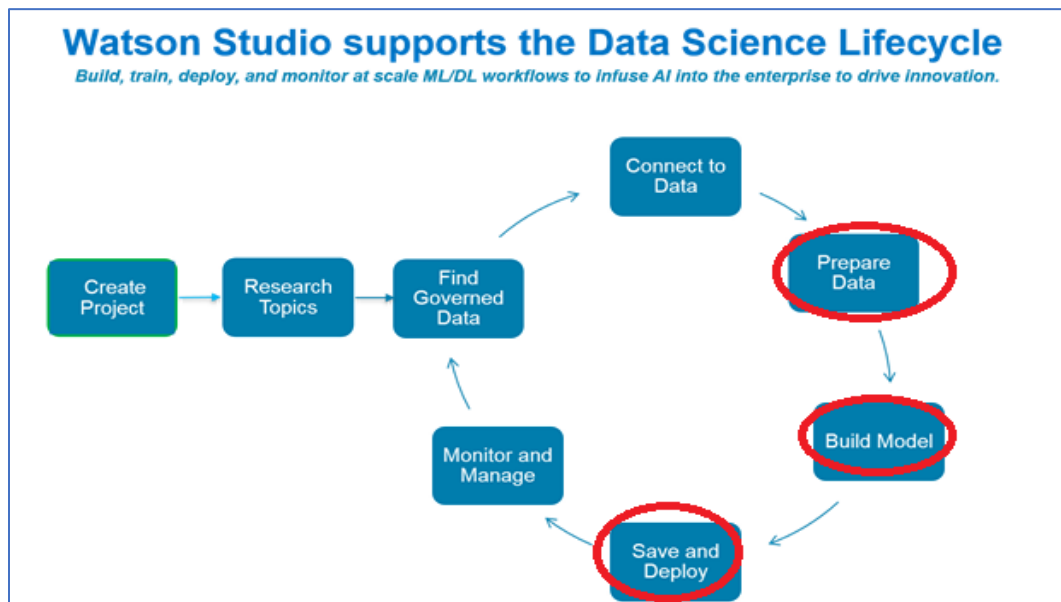 Watson Studio supports the Data Science Lifecycle
Build, train, deploy, and monitor at scale ML/DL workflows to infuse AI into the enterprise to drive innovation.
Create
Project
Research
Topics
Find
Governed
Data
Connect to
Data
Prepare
Data
Build Model
Save and
Deploy
Monitor and
Manage